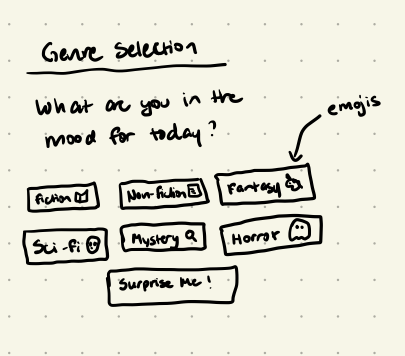 Genre Selection
What are you in the
mood for today?
emojis
Fiction Non-fiction Fantasy
Sci-fi Mystery Horror
Surprise Me!